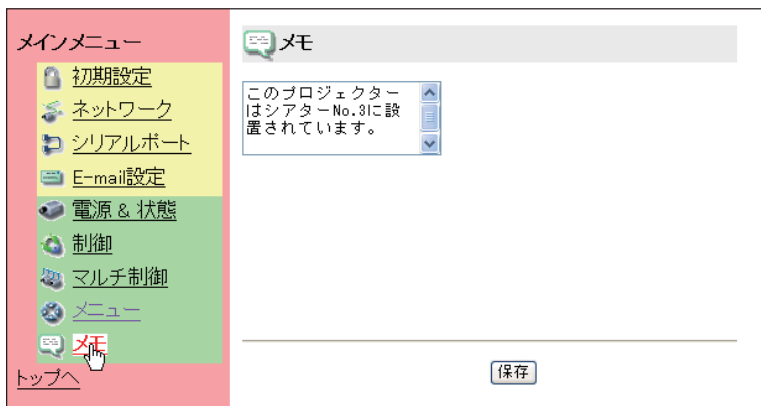 メインメニュー
初期設定
ネットワーク
シリアルポート
E-mail設定
電源 & 状態
制御
マルチ制御
メニュー
メモ
トップへ
メモ
このプロジェクター
はシアターNo.3に設
置されています。
保存